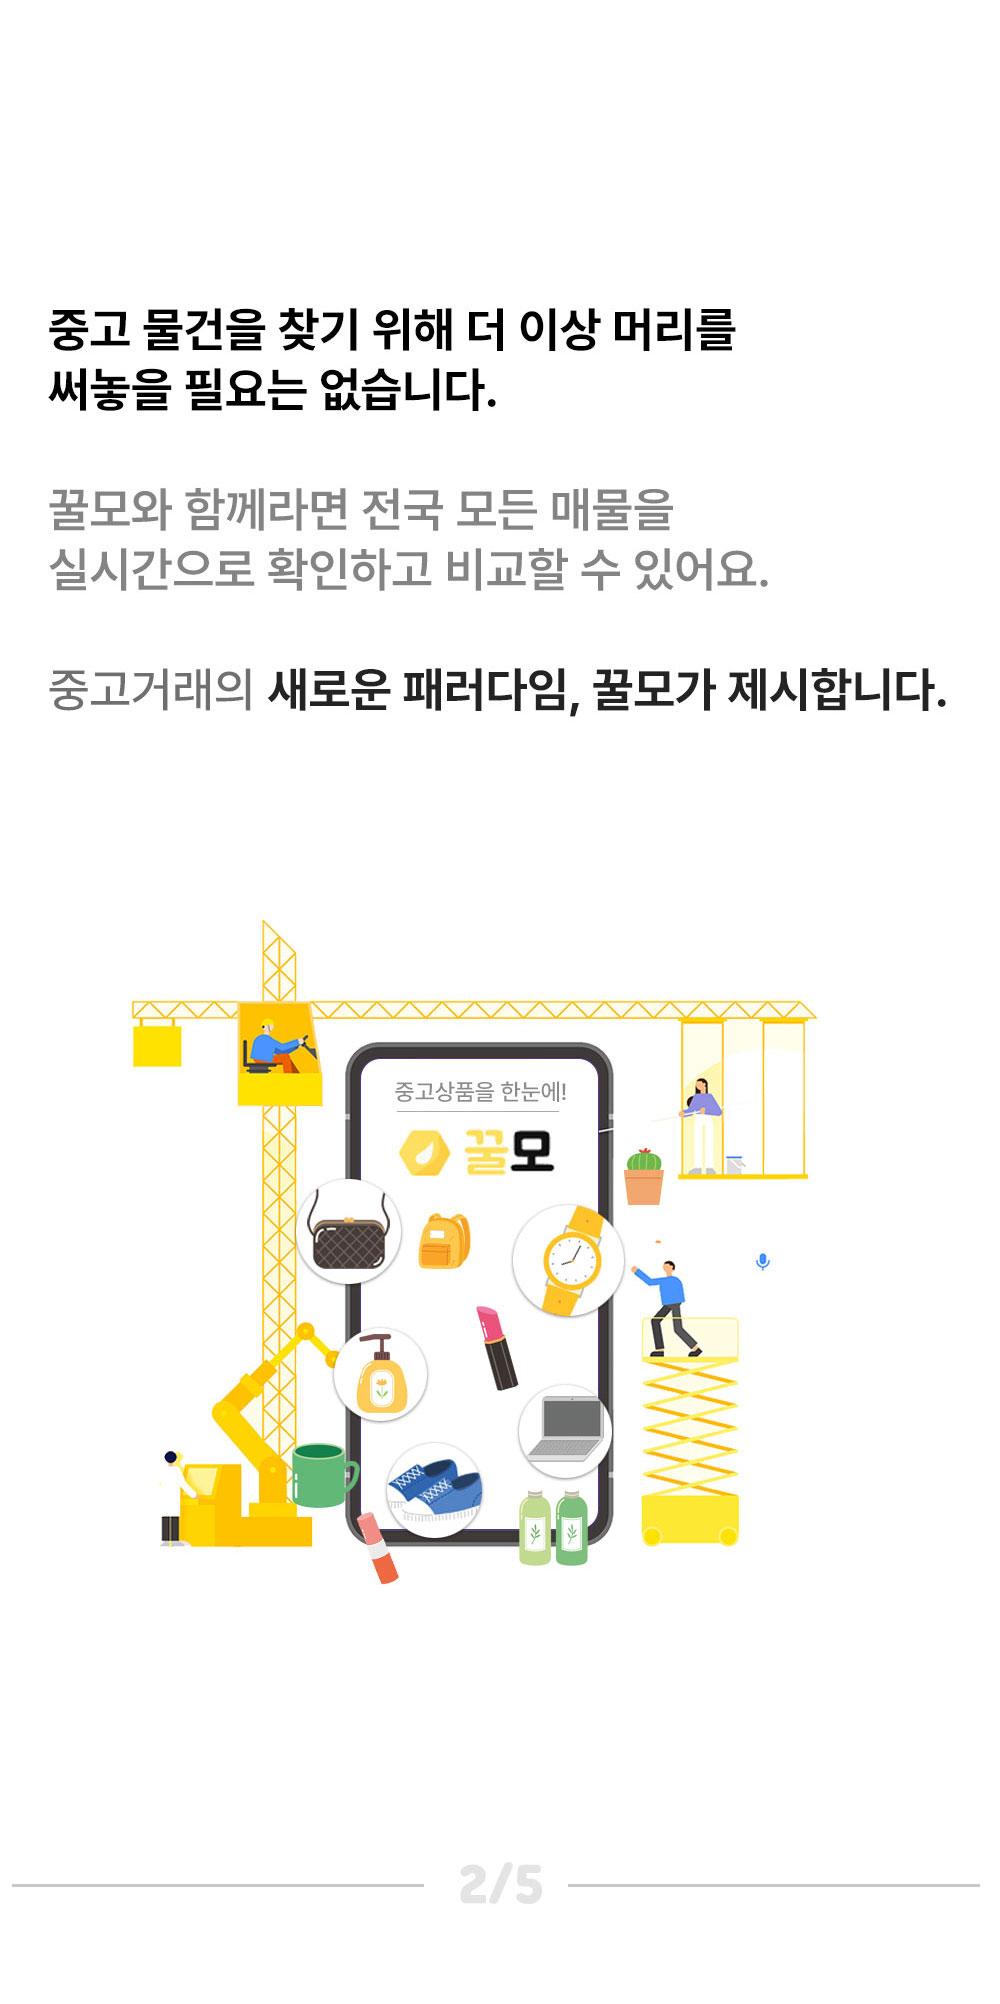 중고 물건을 찾기 위해 더 이상 머리를
써놓을 필요는 없습니다.
꿀모와 함께라면 전국 모든 매물을
실시간으로 확인하고 비교할 수 있어요.
중고거래의 새로운 패러다임, 꿀모가 제시합니다.
중고상품을 한눈에!
꿀모
2/5